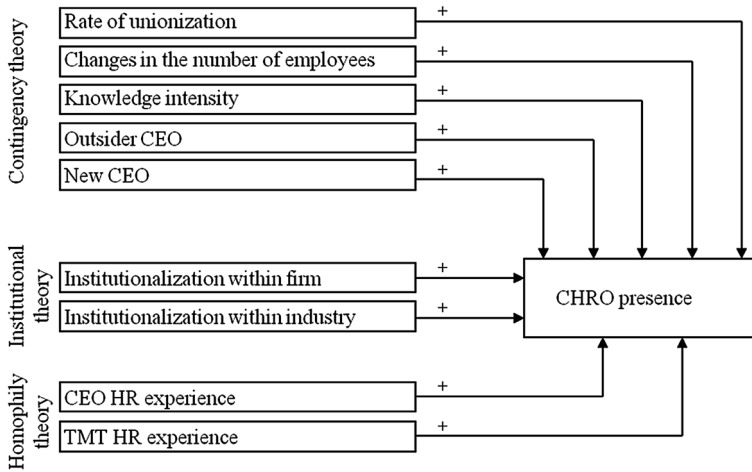 Contingency theory
Rate of unionization
+
Changes in the number of employees
+
Knowledge intensity
+
Outsider CEO
+
New CEO
+
Institutional
theory
Institutionalization within firm
+
Institutionalization within industry
+
CHRO presence
Homophily
theory
CEO HR experience
+
TMT HR experience
+